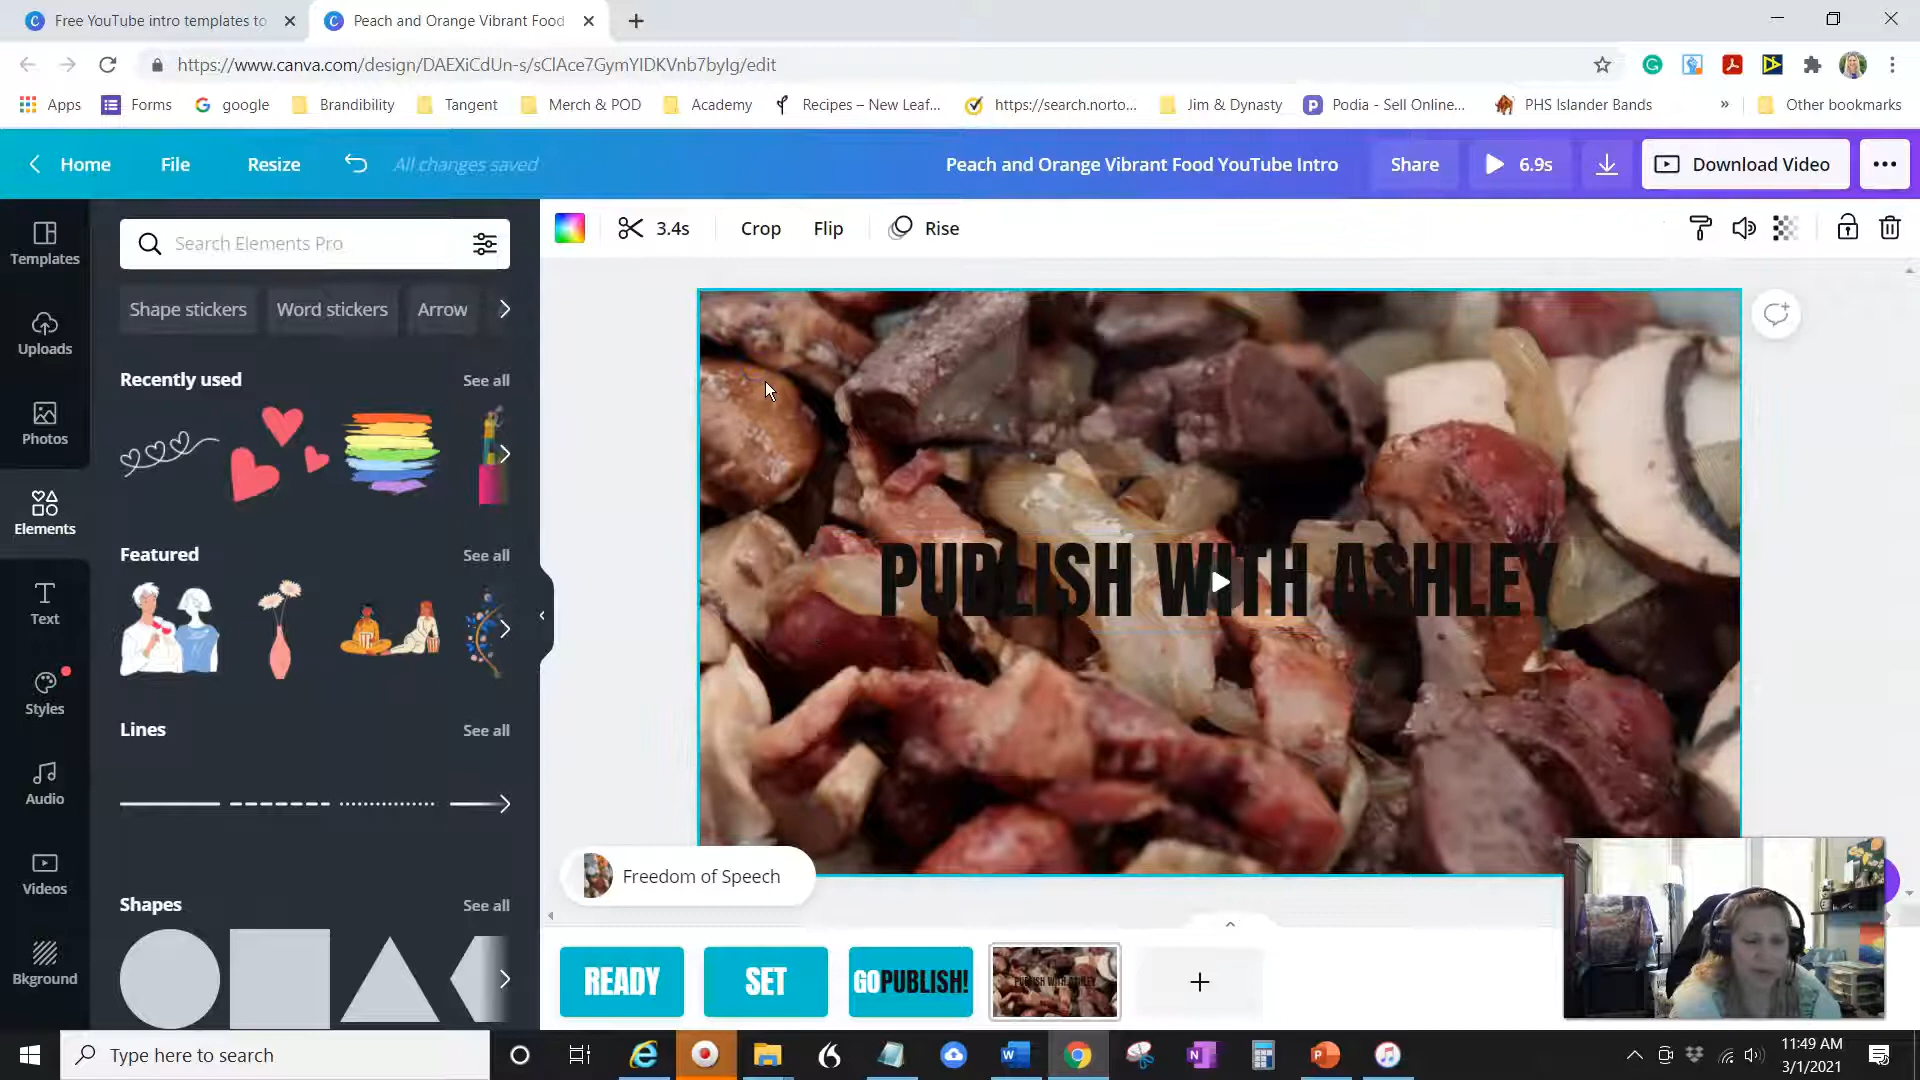 Free YouTube intro templates to
Peach and Orange Vibrant Food
https://www.canva.com/design/DAEXiCdUn-s/sClAce7GymYIDKVnb7byIg/edit
Apps
Forms
google
Brandibility
Tangent
Merch & POD
Academy
Recipes – New Leaf...
https://search.norto...
Jim & Dynasty
Podia - Sell Online...
PHS Islander Bands
»
Other bookmarks
Home
File
Resize
All changes saved
Peach and Orange Vibrant Food YouTube Intro
Share
6.9s
Download Video
3.4s
Crop
Flip
Rise
Templates
Uploads
Photos
Elements
Text
Styles
Audio
Videos
Bkground
Search Elements Pro
Shape stickers
Word stickers
Arrow
Recently used
See all
Featured
See all
Lines
See all
Shapes
See all
PUBLISH WITH ASHLEY
Freedom of Speech
READY
SET
GOPUBLISH!
PUBLISH WITH ASHLEY
Type here to search
11:49 AM
3/1/2021